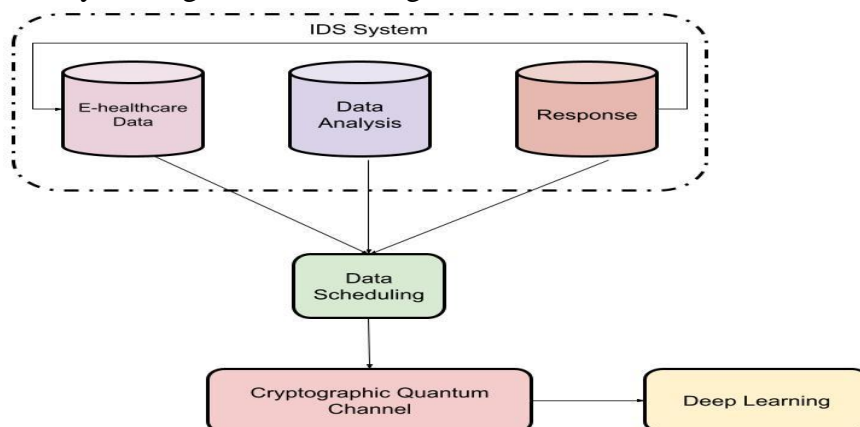 IDS System
E-healthcare
Data
Data
Analysis
Response
Data
Scheduling
Cryptographic Quantum
Channel
Deep Learning